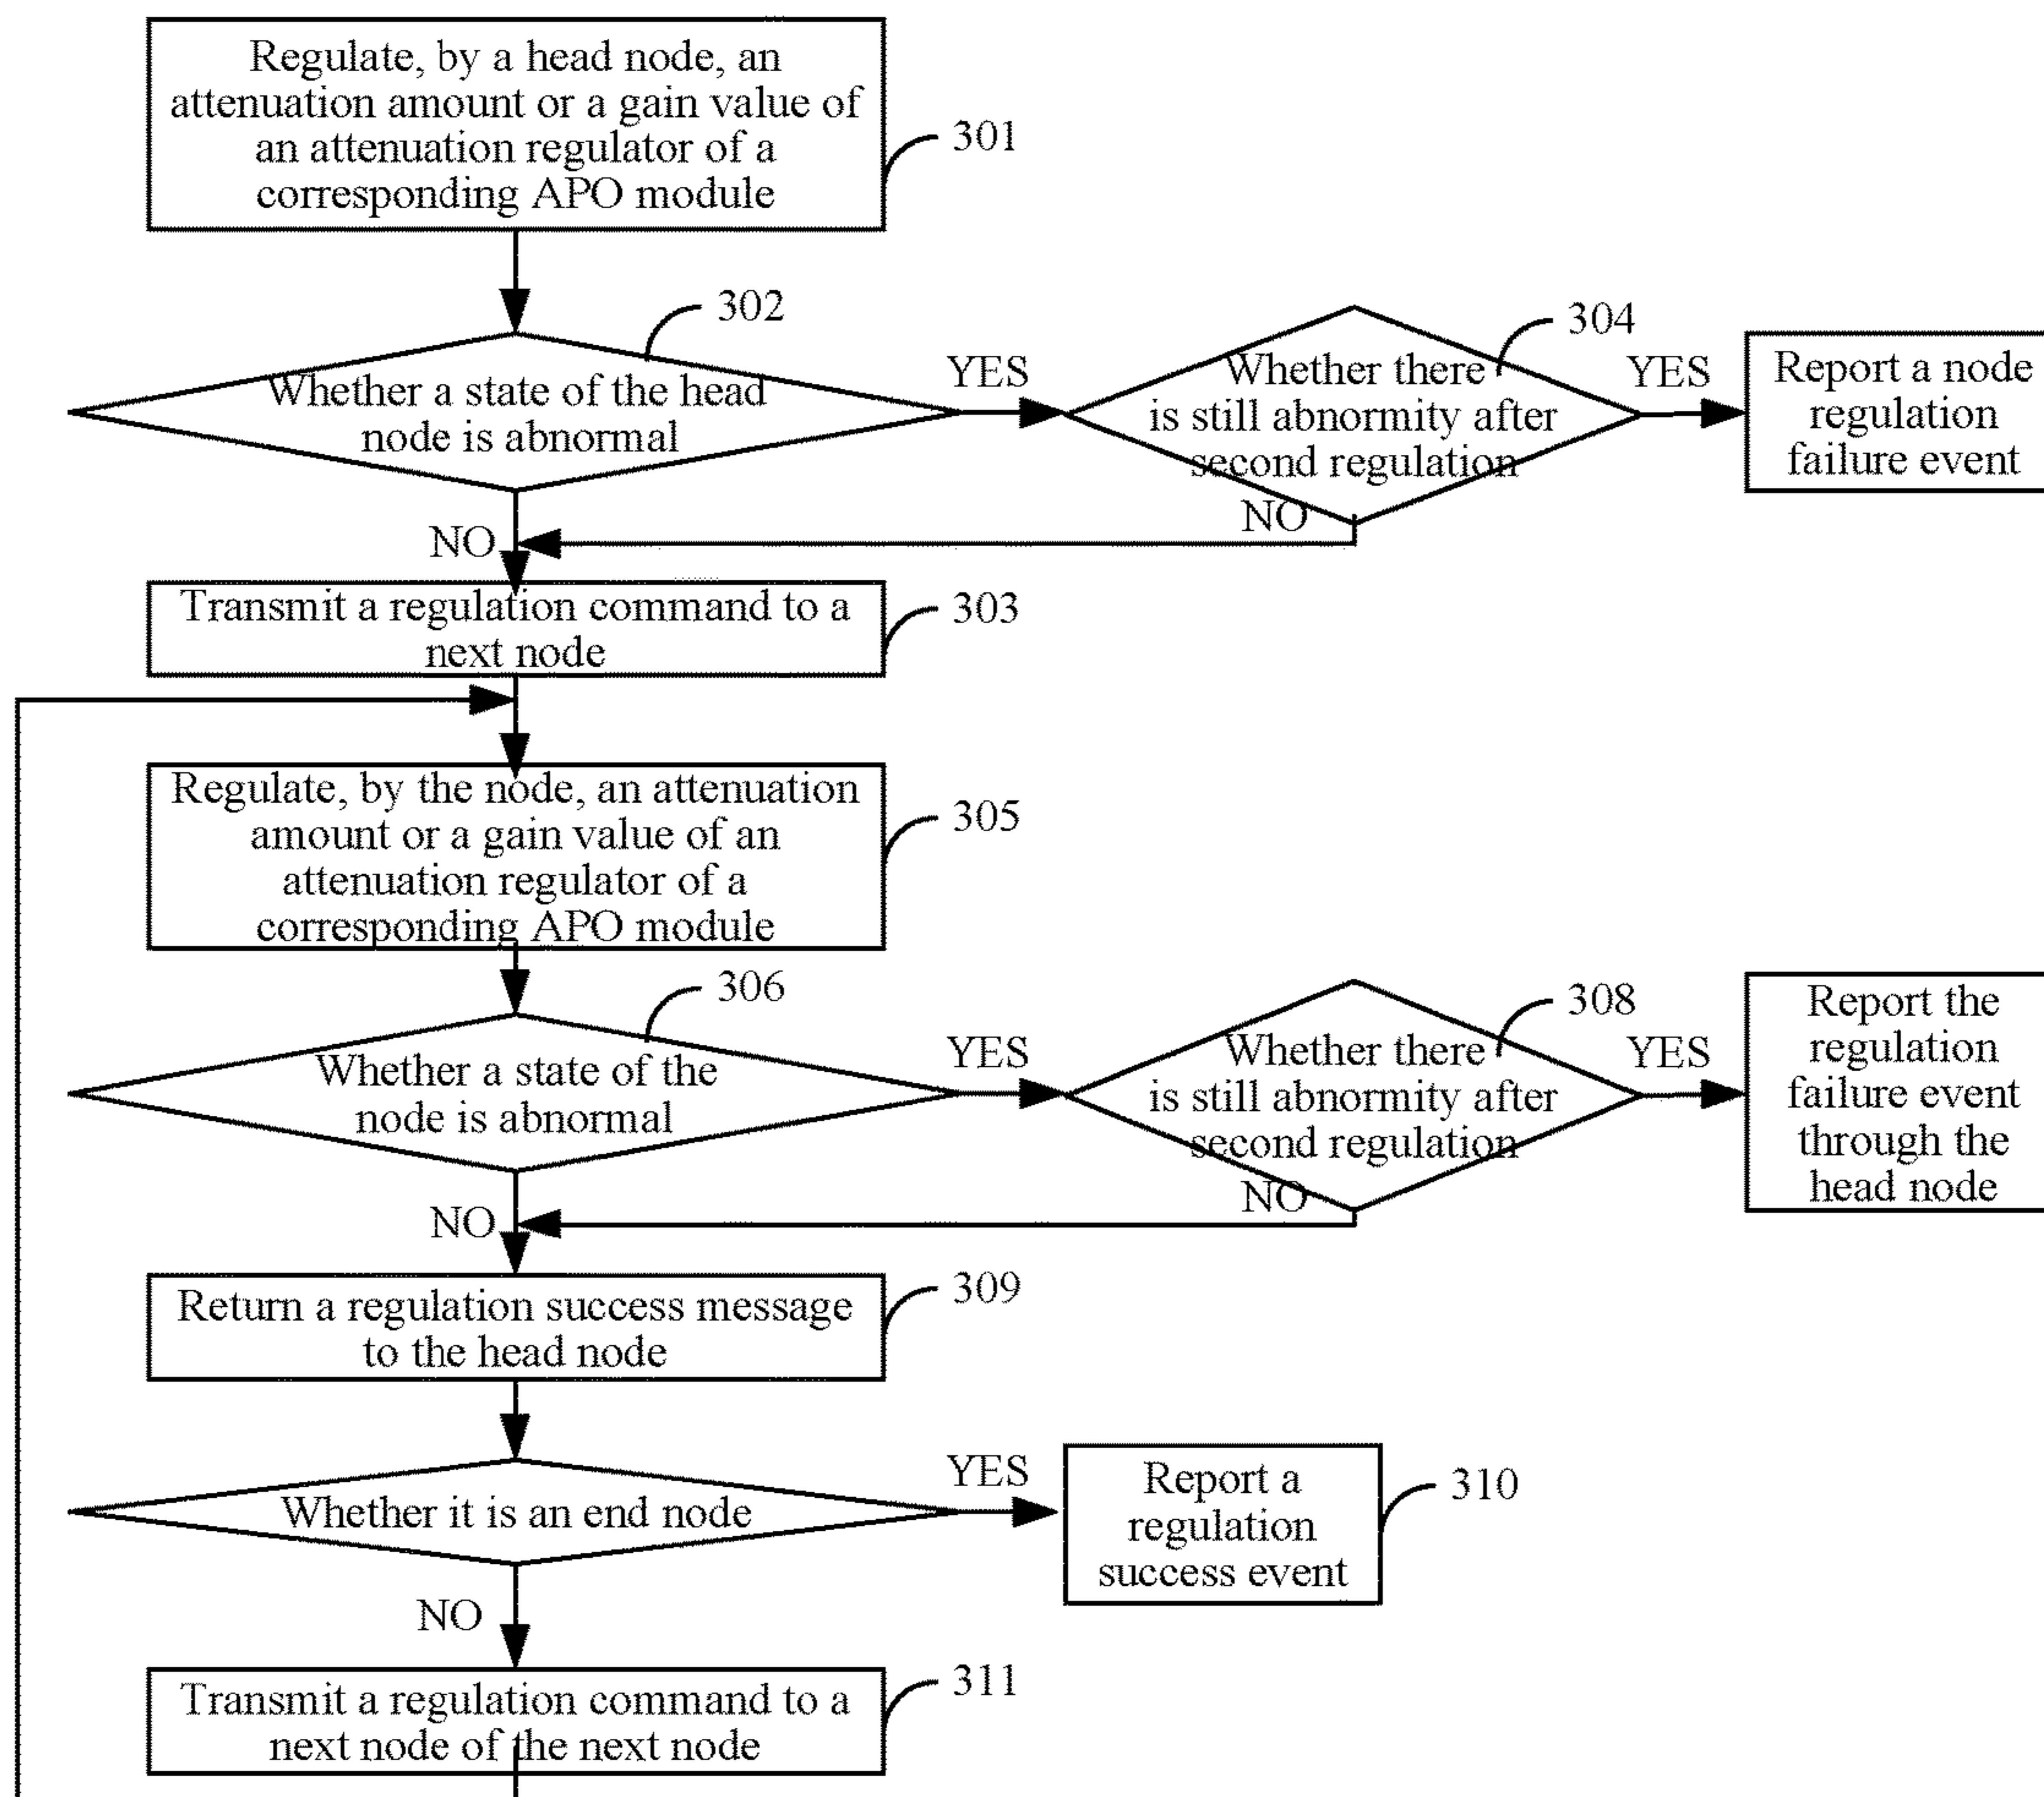 Regulate, by a head node, an
attenuation amount or a gain value of
an attenuation regulator of a
corresponding APO module
301
302
Whether a state of the head
node is abnormal
YES
304
Whether there
is still abnormity after
second regulation
YES
Report a node
regulation
failure event
NO
NO
Transmit a regulation command to a
next node
303
Regulate, by the node, an attenuation
amount or a gain value of an
attenuation regulator of a
corresponding APO module
305
306
Whether a state of the
node is abnormal
YES
308
Whether there
is still abnormity after
second regulation
YES
Report the
regulation
failure event
through the
head node
NO
NO
Return a regulation success message
to the head node
309
Whether it is an end node
YES
Report a
regulation
success event
310
NO
Transmit a regulation command to a
next node of the next node
311